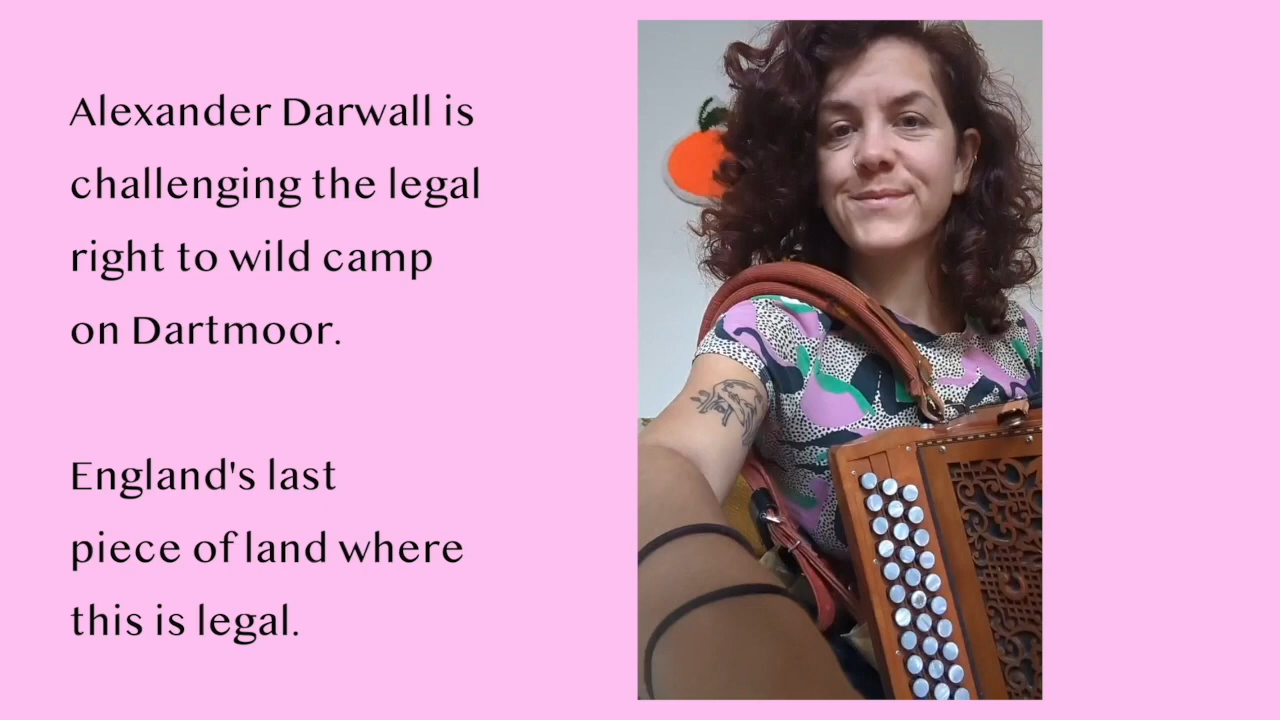 Alexander Darwall is
challenging the legal
right to wild camp
on Dartmoor.
England's last
piece of land where
this is legal.